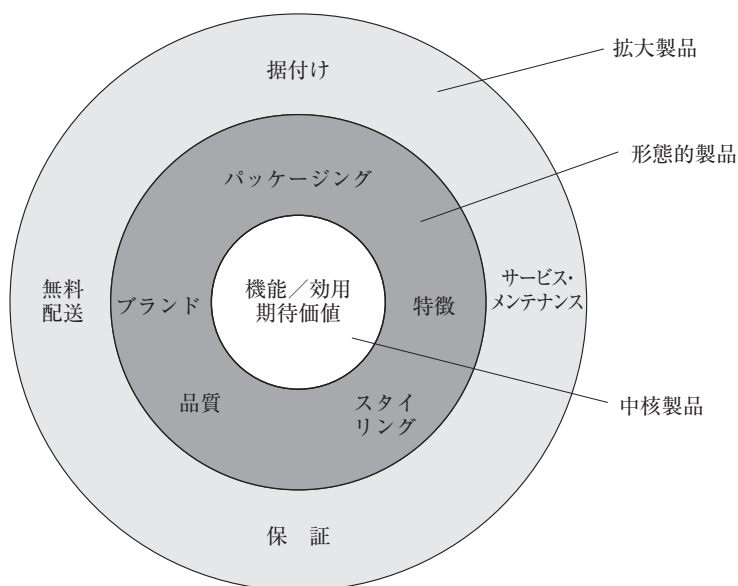 拡大製品
据付け
形態的製品
パッケージング
無料
配送
ブランド
機能／効用
期待価値
特徴
サービス・
メンテナンス
品質
スタイ
リング
中核製品
保　証